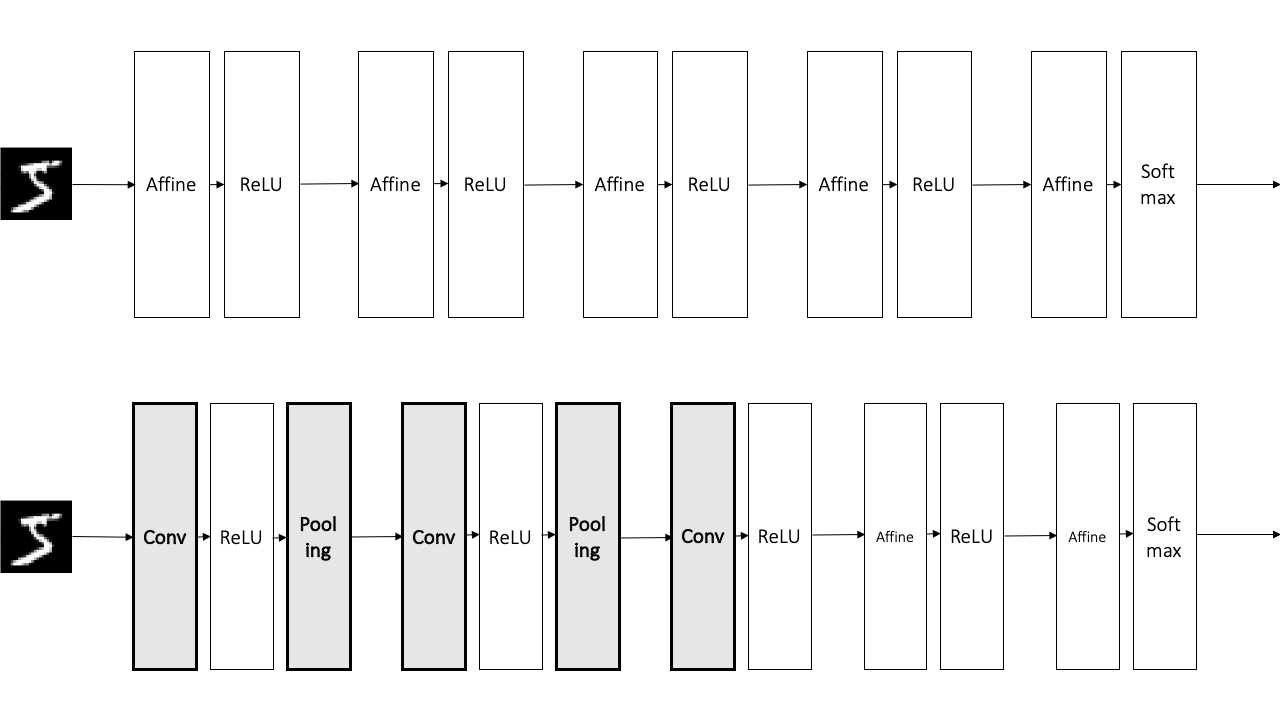 Affine ReLU Affine ReLU Affine ReLU Affine ReLU Affine Soft
max
Conv ReLU Pool Conv ReLU Pool Conv ReLU Affine ReLU Affine Soft
ing ing max